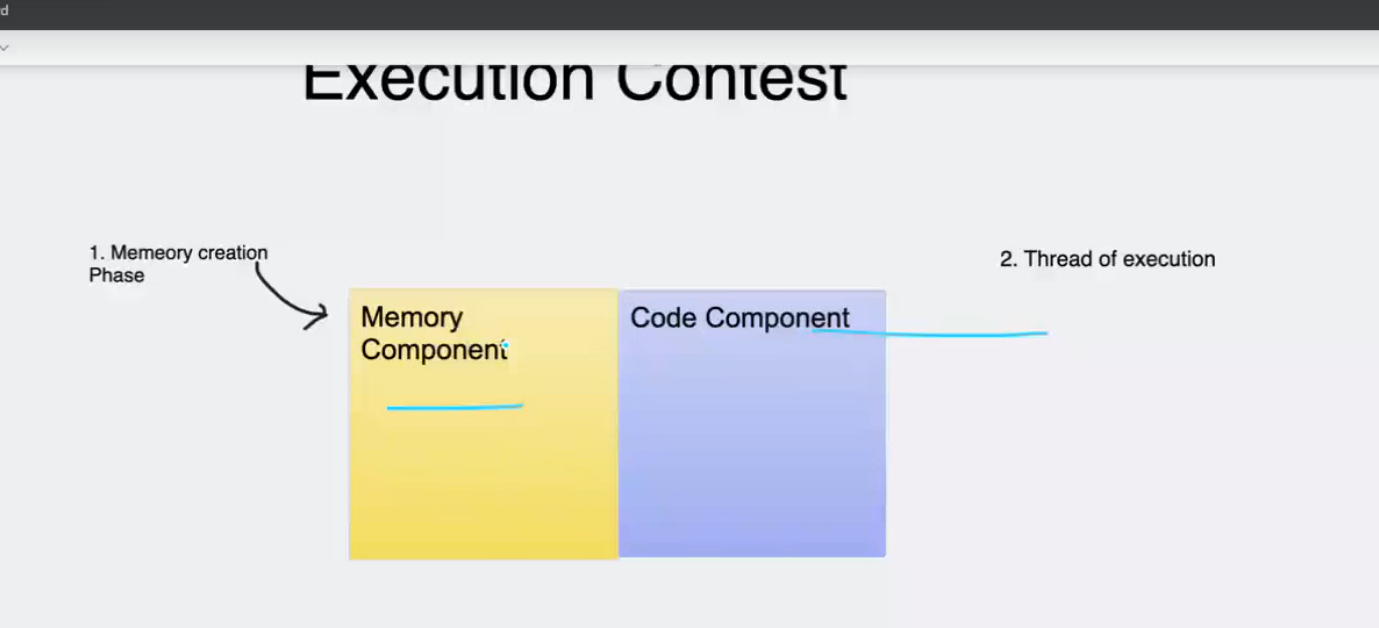 d
Execution Contest
1. Memeory creation
Phase
2. Thread of execution
Memory
Component
Code Component